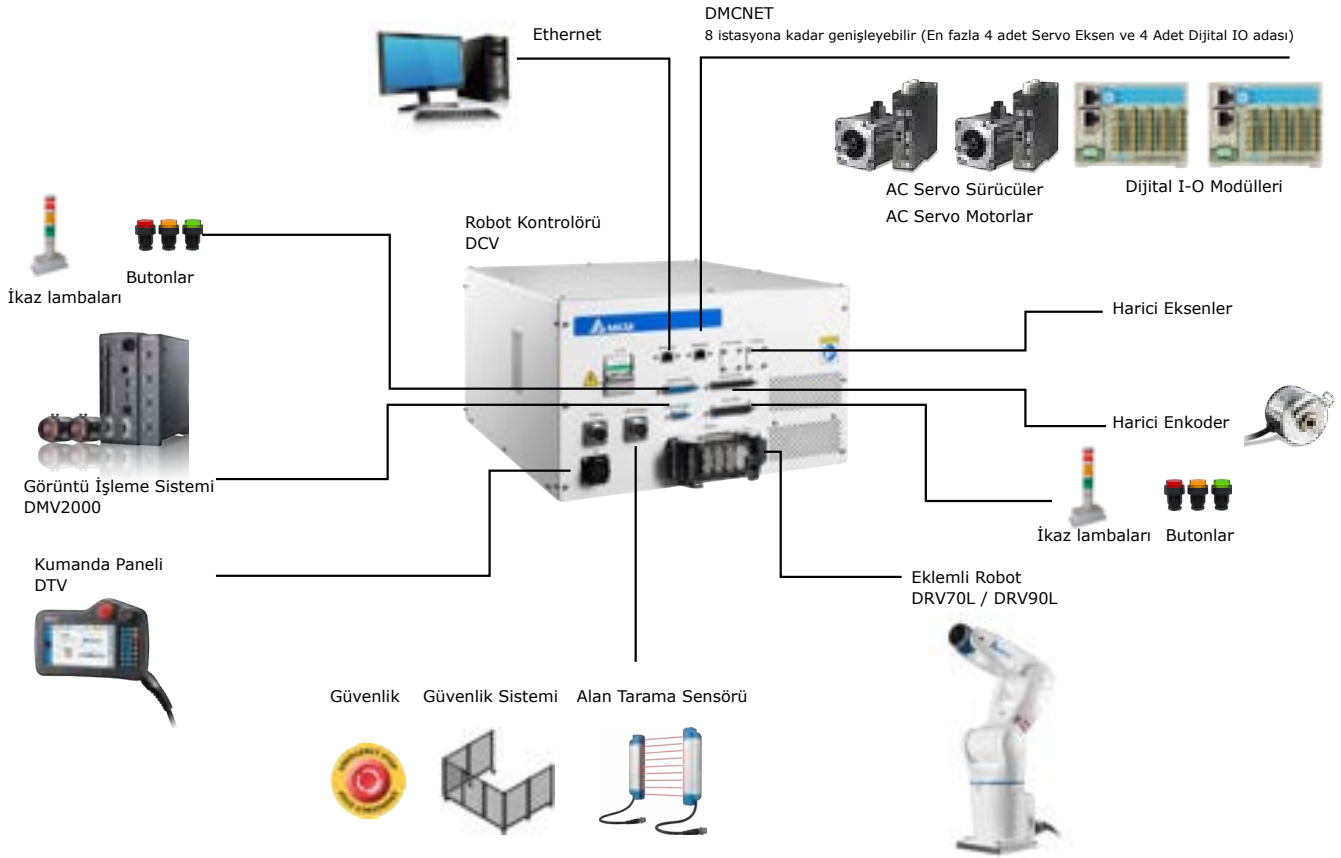 DMCNET
Ethernet
8 istasyona kadar genişleyebilir (En fazla 4 adet Servo Eksen ve 4 Adet Dijital IO adası)
AC Servo Sürücüler
AC Servo Motorlar
Dijital I-O Modülleri
Robot Kontrolörü
DCV
Butonlar
İkaz lambaları
Harici Eksenler
Harici Enkoder
Görüntü İşleme Sistemi
DMV2000
İkaz lambaları
Butonlar
Kumanda Paneli
DTV
Eklemli Robot
DRV70L / DRV90L
Güvenlik
Güvenlik Sistemi
Alan Tarama Sensörü
EMERGENCY STOP